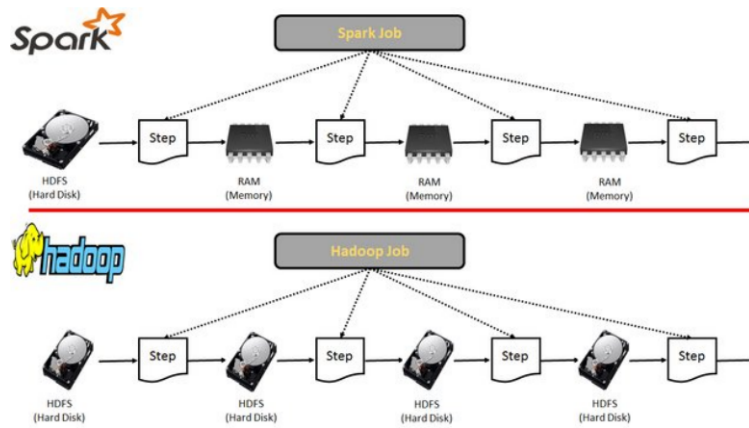 Spark
Spark Job
Step
Step
Step
Step
HDFS
(Hard Disk)
RAM
(Memory)
RAM
(Memory)
RAM
(Memory)
hadoop
Hadoop Job
Step
Step
Step
Step
HDFS
(Hard Disk)
HDFS
(Hard Disk)
HDFS
(Hard Disk)
HDFS
(Hard Disk)